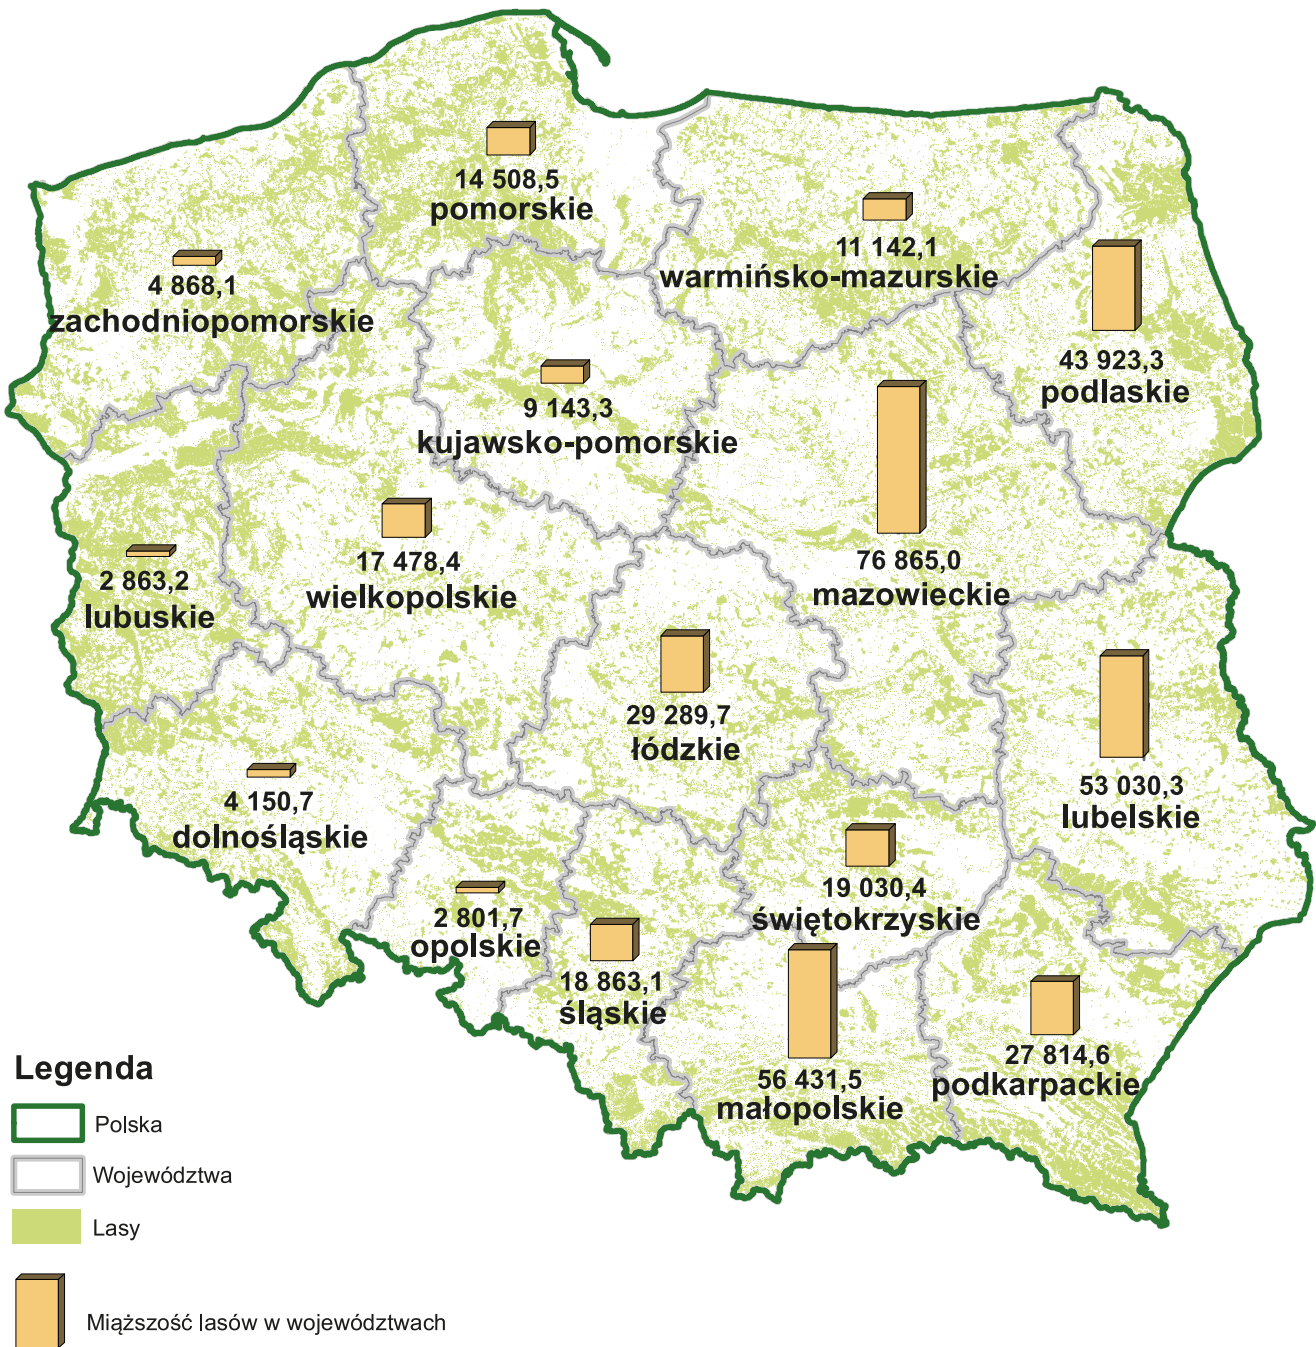 14 508,5
pomorskie
11 142,1
warmińsko-mazurskie
4 868,1
zachodniopomorskie
43 923,3
podlaskie
9 143,3
kujawsko-pomorskie
76 865,0
mazowieckie
17 478,4
wielkopolskie
2 863,2
lubuskie
29 289,7
łódzkie
53 030,3
lubelskie
4 150,7
dolnośląskie
19 030,4
świętokrzyskie
2 801,7
opolskie
18 863,1
śląskie
56 431,5
małopolskie
27 814,6
podkarpackie
Legenda
Polska
Województwa
Lasy
Miąższość lasów w województwach